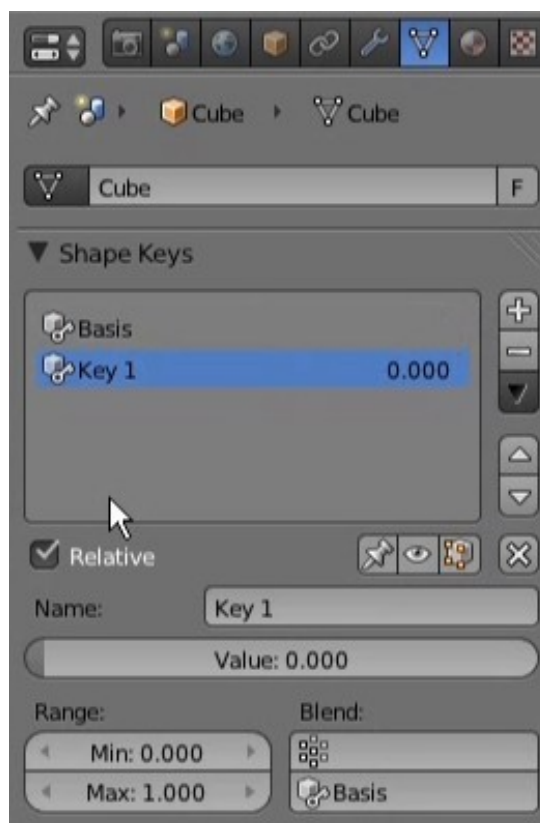 Cube Cube
Cube F
Shape Keys
Basis
Key 1 0.000
Relative
Name: Key 1
Value: 0.000
Range: Blend:
Min: 0.000
Max: 1.000 Basis